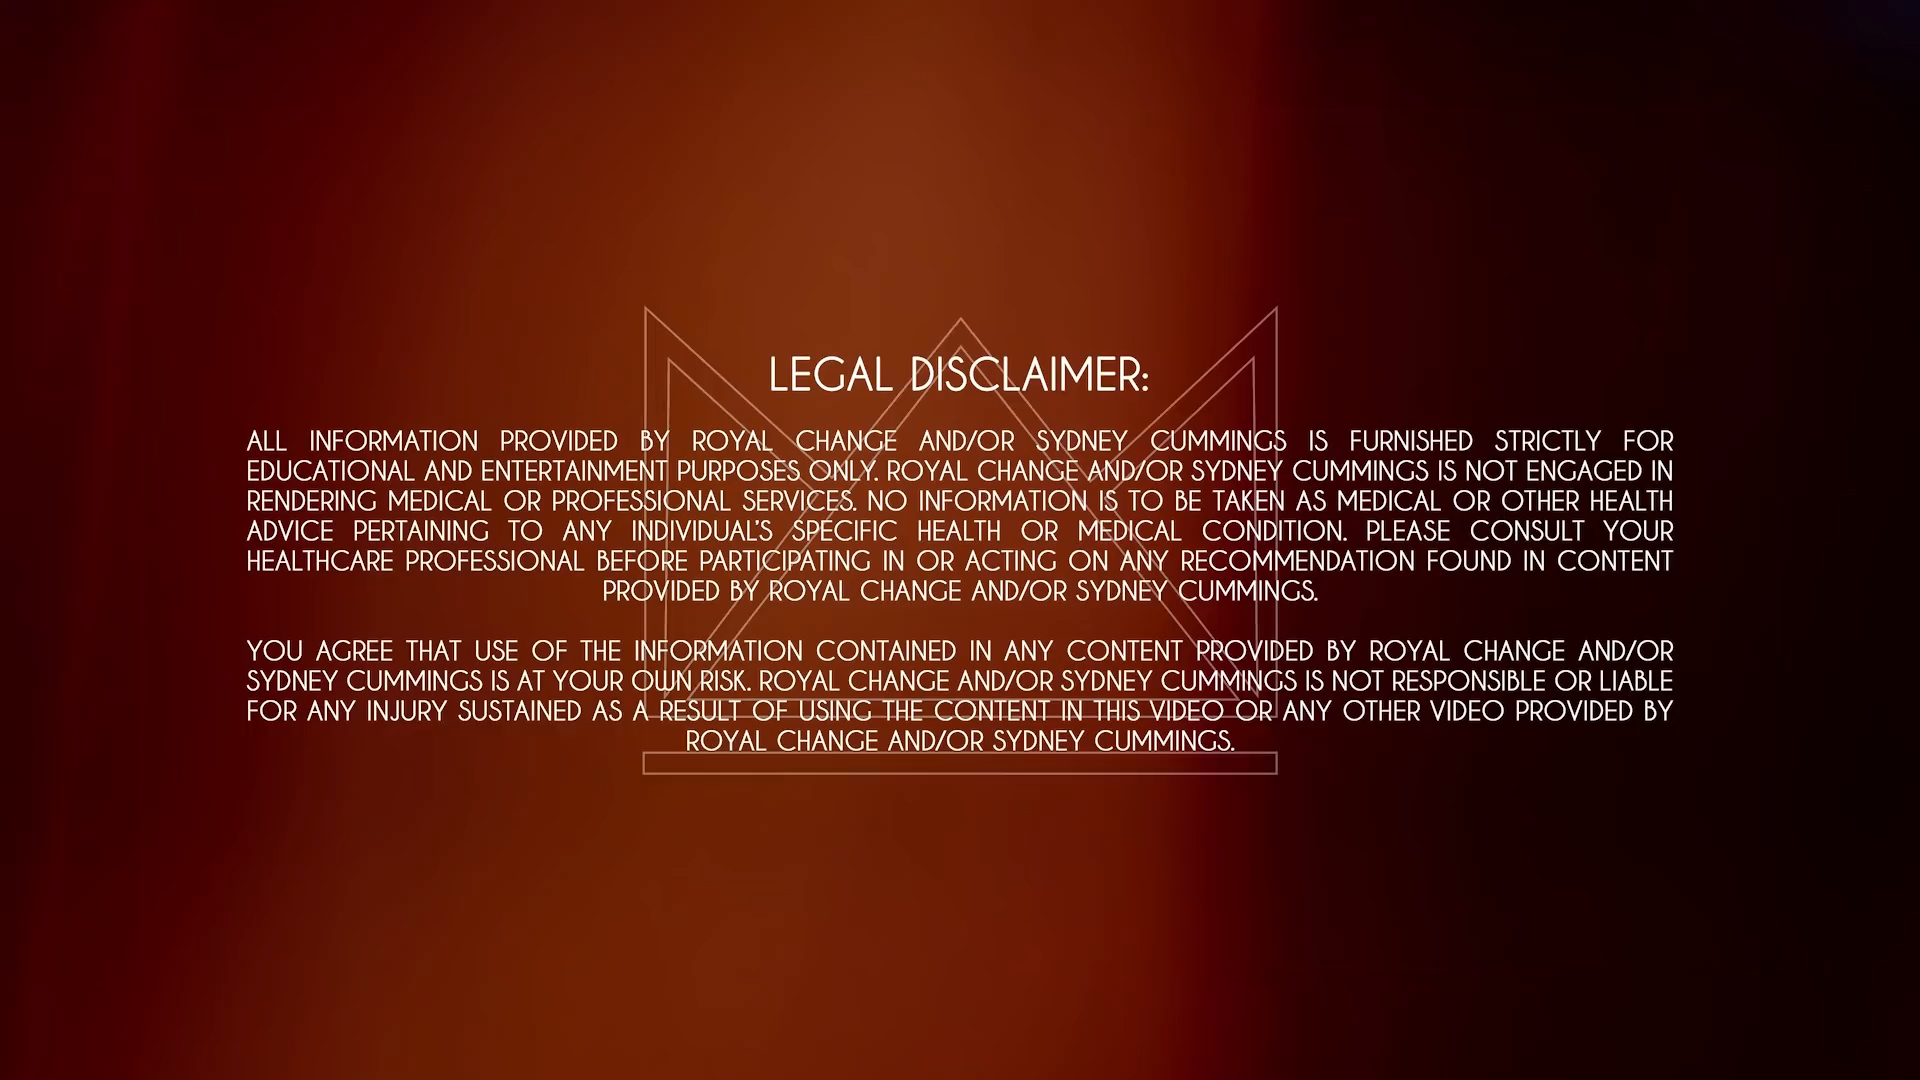 LEGAL DISCLAIMER:
ALL INFORMATION PROVIDED BY ROYAL CHANGE AND/OR SYDNEY CUMMINGS IS FURNISHED STRICTLY FOR
EDUCATIONAL AND ENTERTAINMENT PURPOSES ONLY. ROYAL CHANGE AND/OR SYDNEY CUMMINGS IS NOT ENGAGED IN
RENDERING MEDICAL OR PROFESSIONAL SERVICES. NO INFORMATION IS TO BE TAKEN AS MEDICAL OR OTHER HEALTH
ADVICE PERTAINING TO ANY INDIVIDUAL'S SPECIFIC HEALTH OR MEDICAL CONDITION. PLEASE CONSULT YOUR
HEALTHCARE PROFESSIONAL BEFORE PARTICIPATING IN OR ACTING ON ANY RECOMMENDATION FOUND IN CONTENT
PROVIDED BY ROYAL CHANGE AND/OR SYDNEY CUMMINGS.
YOU AGREE THAT USE OF THE INFORMATION CONTAINED IN ANY CONTENT PROVIDED BY ROYAL CHANGE AND/OR
SYDNEY CUMMINGS IS AT YOUR OWN RISK. ROYAL CHANGE AND/OR SYDNEY CUMMINGS IS NOT RESPONSIBLE OR LIABLE
FOR ANY INJURY SUSTAINED AS A RESULT OF USING THE CONTENT IN THIS VIDEO OR ANY OTHER VIDEO PROVIDED BY
ROYAL CHANGE AND/OR SYDNEY CUMMINGS.